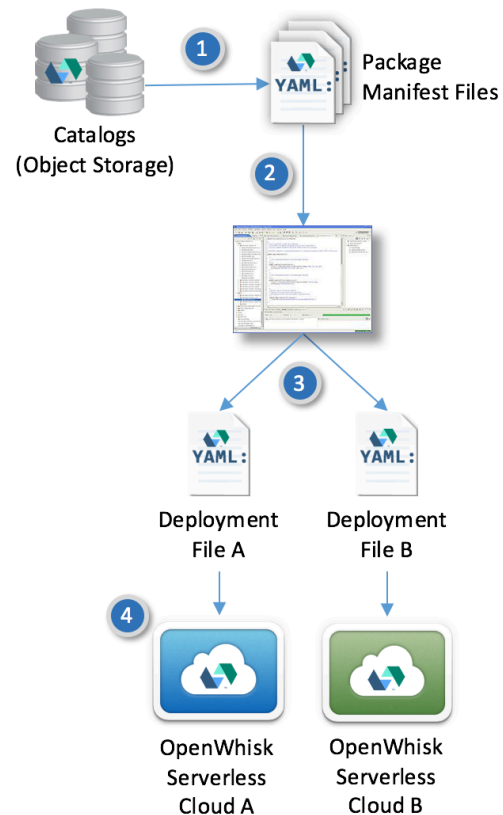 1
YAML:
Package
Manifest Files
Catalogs
(Object Storage)
2
3
YAML:
YAML:
Deployment
File A
Deployment
File B
4
OpenWhisk
Serverless
Cloud A
OpenWhisk
Serverless
Cloud B